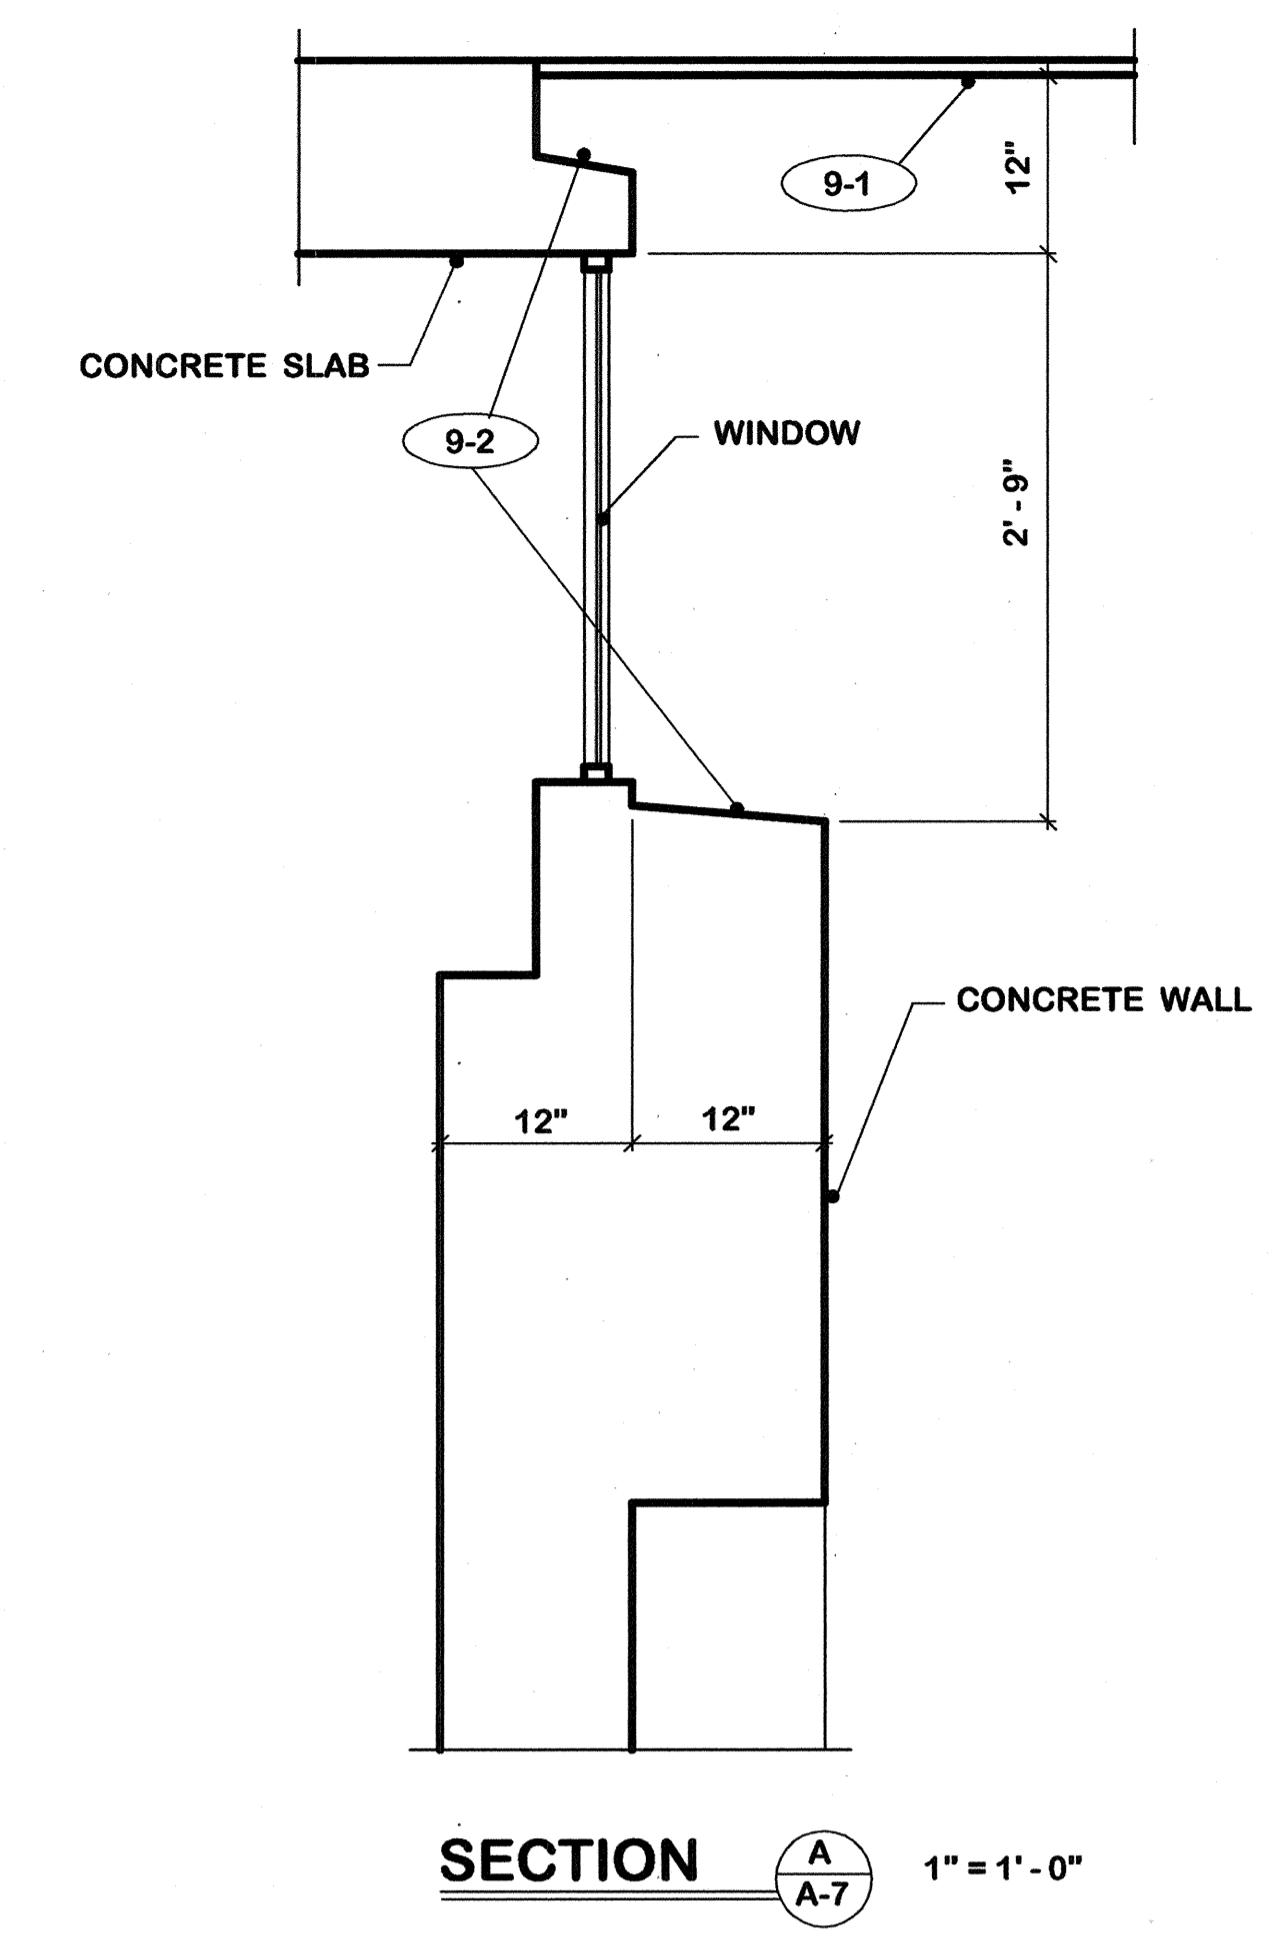 9-1
12"
CONCRETE SLAB
9-2
WINDOW
2' - 9"
CONCRETE WALL
12"
12"
SECTION
A
A-7
1" = 1' - 0"